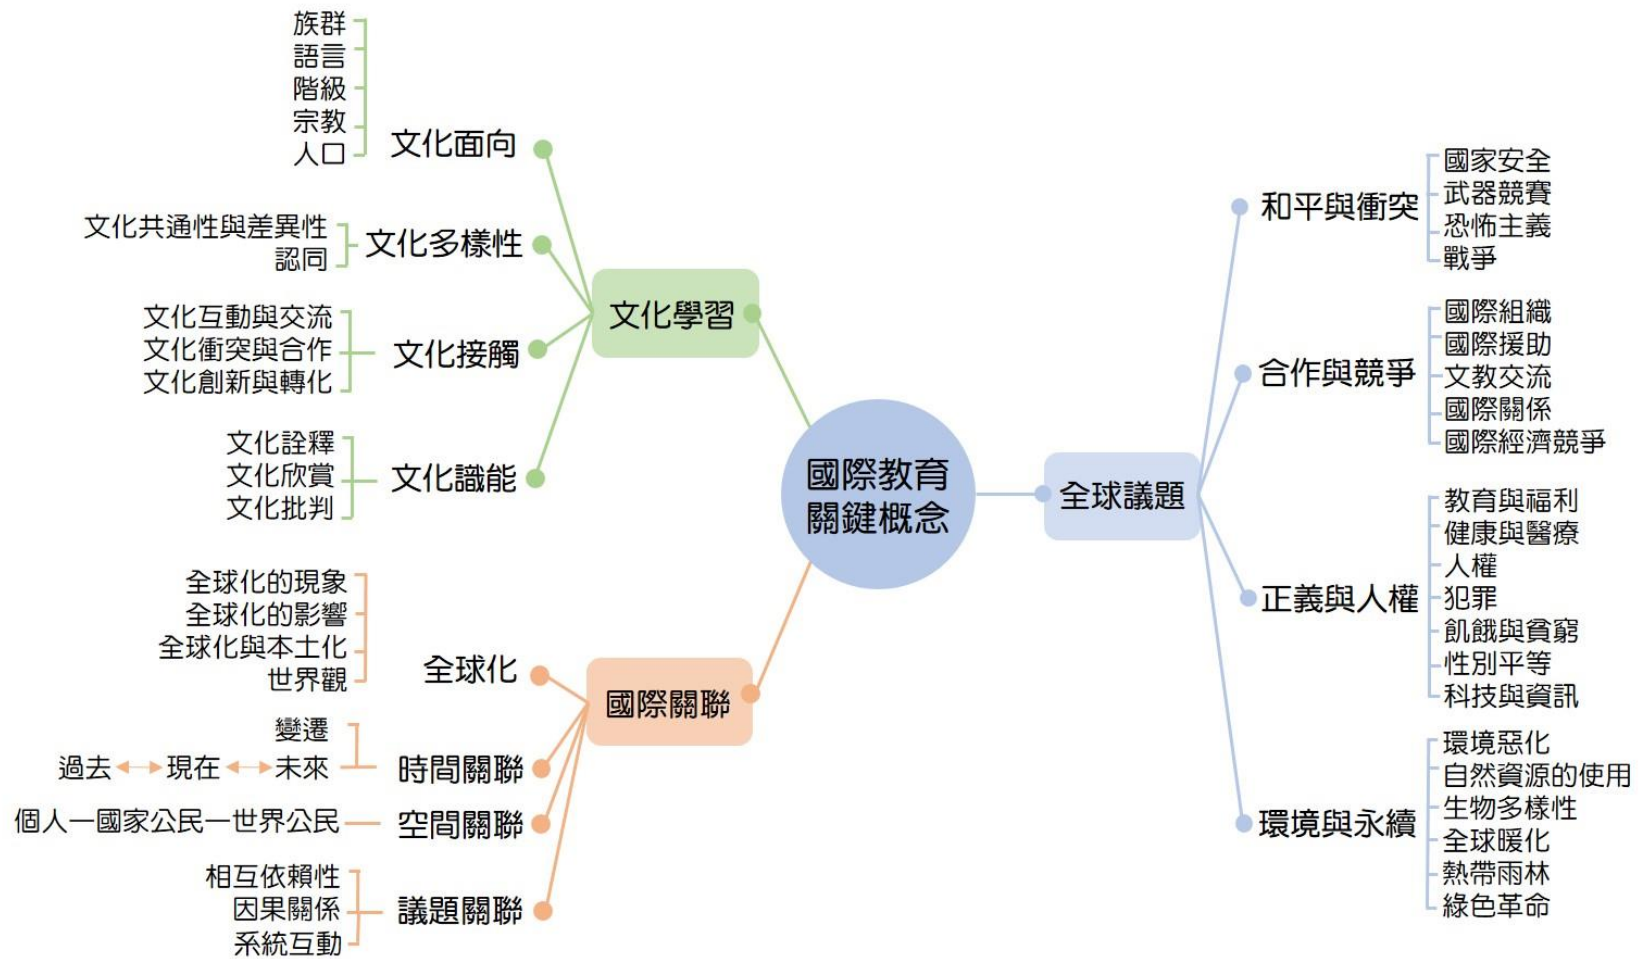 國際教育
關鍵概念
文化學習
文化面向
族群
語言
階級
宗教
人口
文化多樣性
文化共通性與差異性
認同
文化接觸
文化互動與交流
文化衝突與合作
文化創新與轉化
文化識能
文化詮釋
文化欣賞
文化批判
國際關聯
全球化
全球化的現象
全球化的影響
全球化與本土化
世界觀
時間關聯
變遷
過去 現在 未來
空間關聯
個人—國家公民—世界公民
議題關聯
相互依賴性
因果關係
系統互動
全球議題
和平與衝突
國家安全
武器競賽
恐怖主義
戰爭
合作與競爭
國際組織
國際援助
文教交流
國際關係
國際經濟競爭
正義與人權
教育與福利
健康與醫療
人權
犯罪
飢餓與貧窮
性別平等
科技與資訊
環境與永續
環境惡化
自然資源的使用
生物多樣性
全球暖化
熱帶雨林
綠色革命